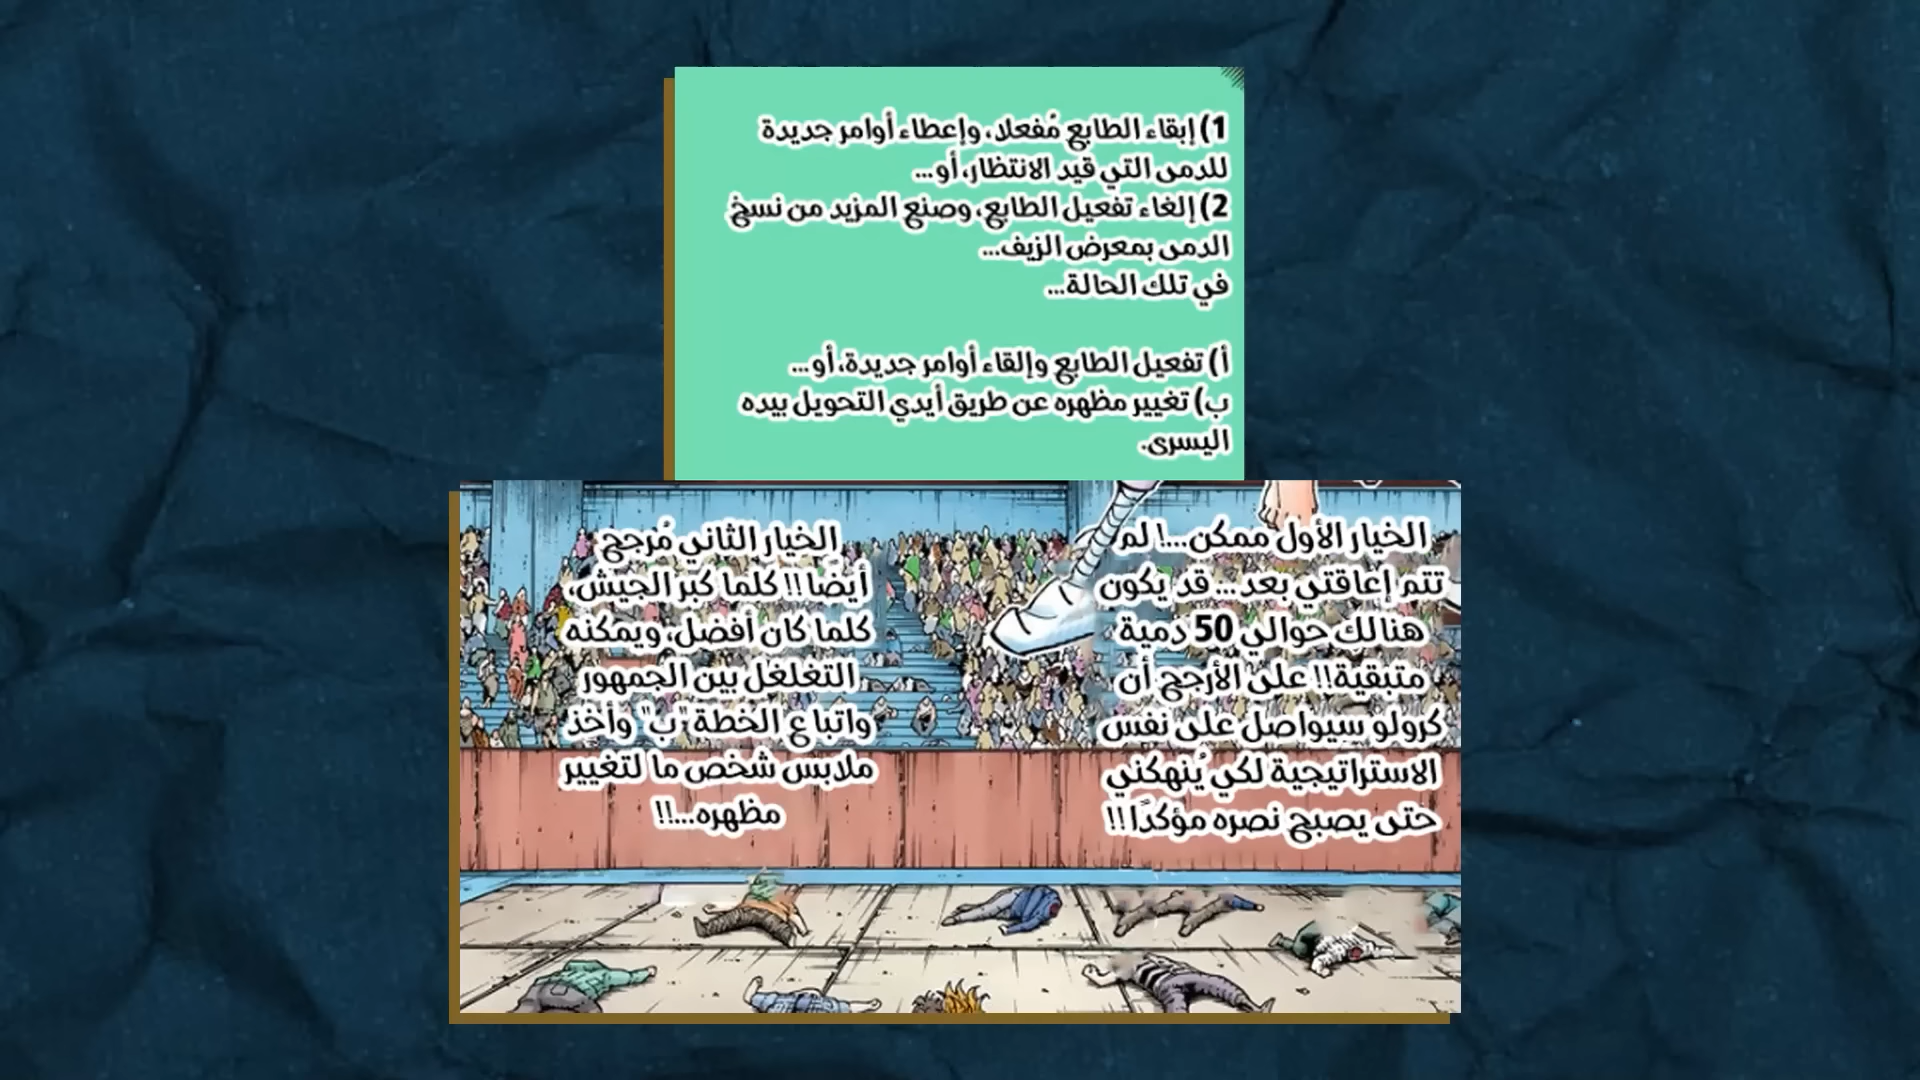 1) إبقاء الطابع مُفعلا، وإعطاء أوامر جديدة
للدمى التي قيد الانتظار، أو...
2) إلغاء تفعيل الطابع، وصنع المزيد من نسخ
الدمى بمعرض الزيف...
في تلك الحالة...
أ) تفعيل الطابع وإلقاء أوامر جديدة، أو...
ب) تغيير مظهره عن طريق أيدي التحويل بيده
اليسرى.
الخيار الأول ممكن...! لم
تتم إعاقتي بعد... قد يكون
هنالك حوالي 50 دمية
متبقية!! على الأرجح أن
كرولو سيواصل على نفس
الاستراتيجية لكي يُنهكني
حتى يصبح نصره مؤكدًا!!
الخيار الثاني مُرجح
أيضًا!! كلما كبر الجيش،
كلما كان أفضل، ويمكنه
التغلغل بين الجمهور
واتباع الخطة "ب" وأخذ
ملابس شخص ما لتغيير
مظهره...!!